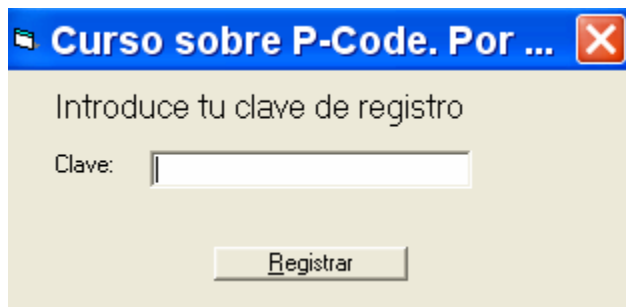 Curso sobre P-Code. Por ...
Introduce tu clave de registro
Clave:
Registrar